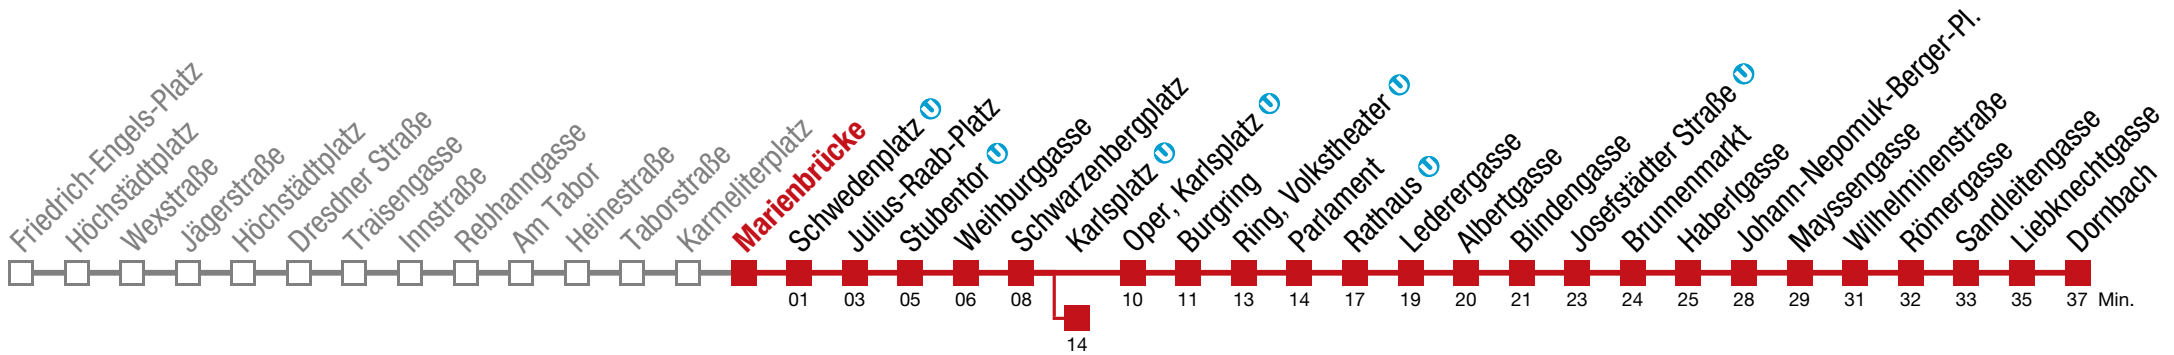 Friedrich-Engels-Platz
Höchstädtplatz
Wexstraße
Jägerstraße
Höchstädtplatz
Dresdner Straße
Traisengasse
Innstraße
Rebhanngasse
Am Tabor
Heinestraße
Taborstraße
Karmeliterplatz
Marienbrücke
Schwedenplatz U
Julius-Raab-Platz
Stubentor U
Weihburggasse
Schwarzenbergplatz
Karlsplatz U
Oper, Karlsplatz U
Burgring
Ring, Volkstheater U
Parlament
Rathaus U
Lederergasse
Albertgasse
Blindengasse
Josefstädter Straße U
Brunnenmarkt
Haberlgasse
Johann-Nepomuk-Berger-Pl.
Mayssengasse
Wilhelminenstraße
Römergasse
Sandleitengasse
Liebknechtgasse
Dornbach
01 03 05 06 08 10 11 13 14 17 19 20 21 23 24 25 28 29 31 32 33 35 37 Min.
14